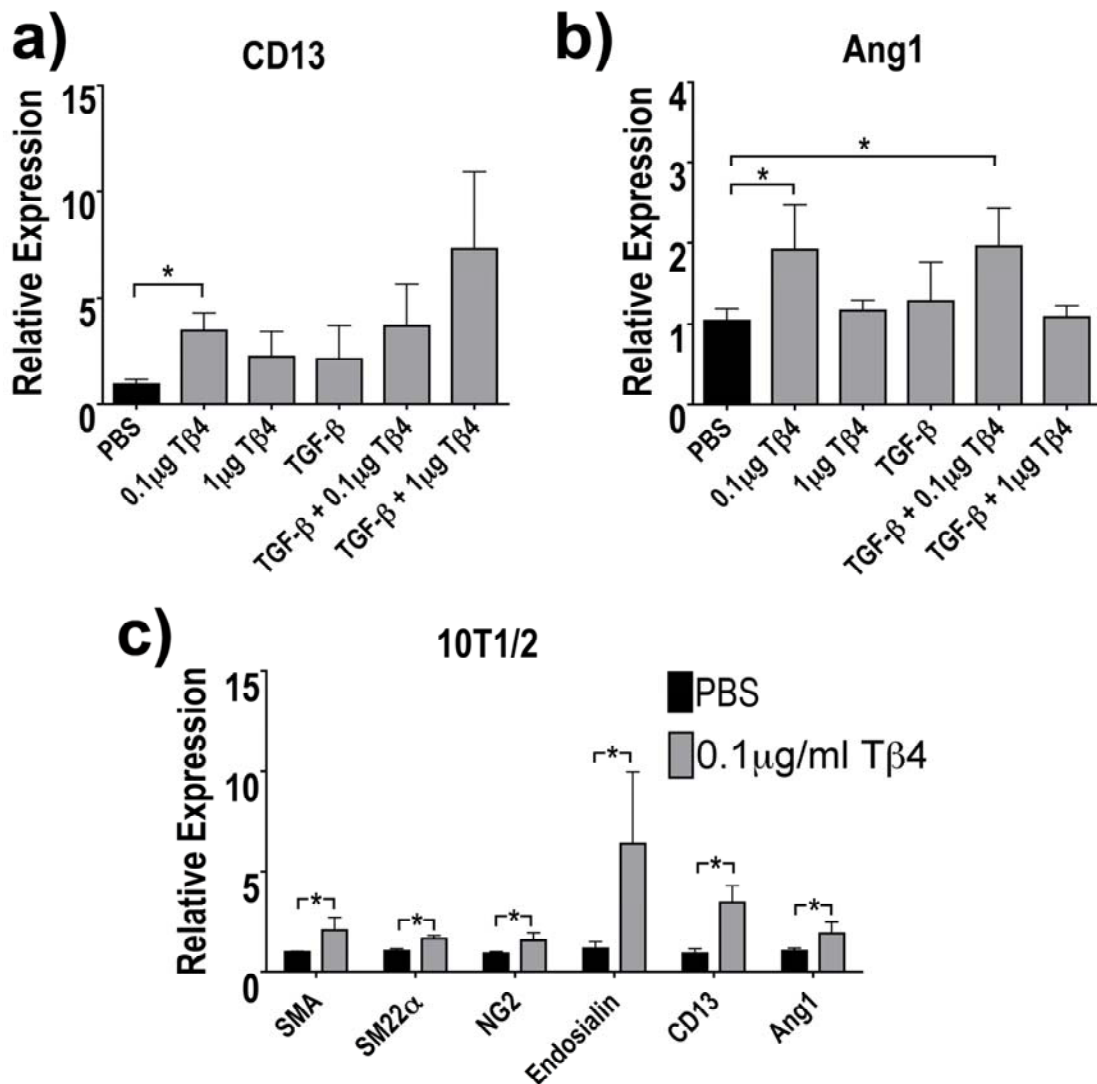 a)
CD13
Relative Expression
15
10
5
0
PBS
0.1μg Tβ4
1μg Tβ4
TGF-β
TGF-β + 0.1μg Tβ4
TGF-β + 1μg Tβ4
*
b)
Ang1
Relative Expression
4
3
2
1
0
PBS
0.1μg Tβ4
1μg Tβ4
TGF-β
TGF-β + 0.1μg Tβ4
TGF-β + 1μg Tβ4
*
*
c)
10T1/2
Relative Expression
15
10
5
0
PBS
0.1μg/ml Tβ4
*
*
*
*
*
*
SMA
SM22α
NG2
Endosialin
CD13
Ang1